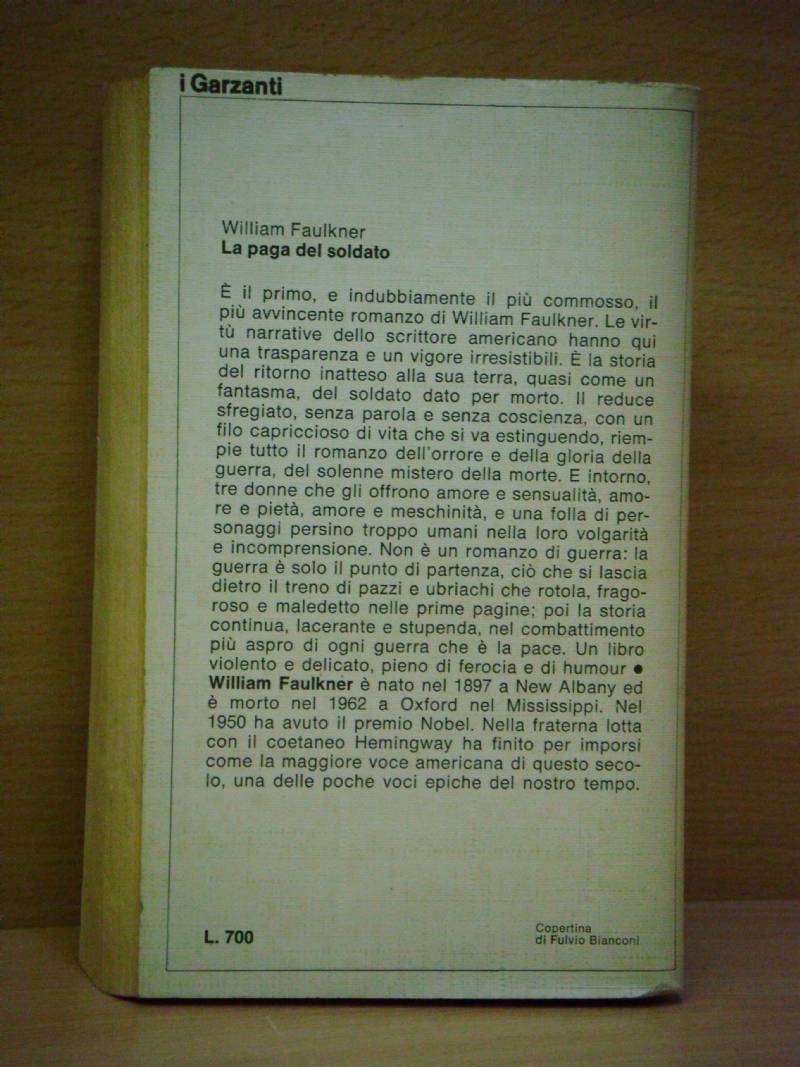 i Garzanti
William Faulkner
La paga del soldato
È il primo, e indubbiamente il più commosso, il
più avvincente romanzo di William Faulkner. Le vir-
tù narrative dello scrittore americano hanno qui
una trasparenza e un vigore irresistibili. È la storia
del ritorno inatteso alla sua terra, quasi come un
fantasma, del soldato dato per morto. Il reduce
sfregiato, senza parola e senza coscienza, con un
filo capriccioso di vita che si va estinguendo, riem-
pie tutto il romanzo dell'orrore e della gloria della
guerra, del solenne mistero della morte. E intorno,
tre donne che gli offrono amore e sensualità, amo-
re e pietà, amore e meschinità, e una folla di per-
sonaggi persino troppo umani nella loro volgarità
e incomprensione. Non è un romanzo di guerra: la
guerra è solo il punto di partenza, ciò che si lascia
dietro il treno di pazzi e ubriachi che rotola, frago-
roso e maledetto nelle prime pagine; poi la storia
continua, lacerante e stupenda, nel combattimento
più aspro di ogni guerra che è la pace. Un libro
violento e delicato, pieno di ferocia e di humour ●
William Faulkner è nato nel 1897 a New Albany ed
è morto nel 1962 a Oxford nel Mississippi. Nel
1950 ha avuto il premio Nobel. Nella fraterna lotta
con il coetaneo Hemingway ha finito per imporsi
come la maggiore voce americana di questo seco-
lo, una delle poche voci epiche del nostro tempo.
L. 700
Copertina
di Fulvio Bianconi